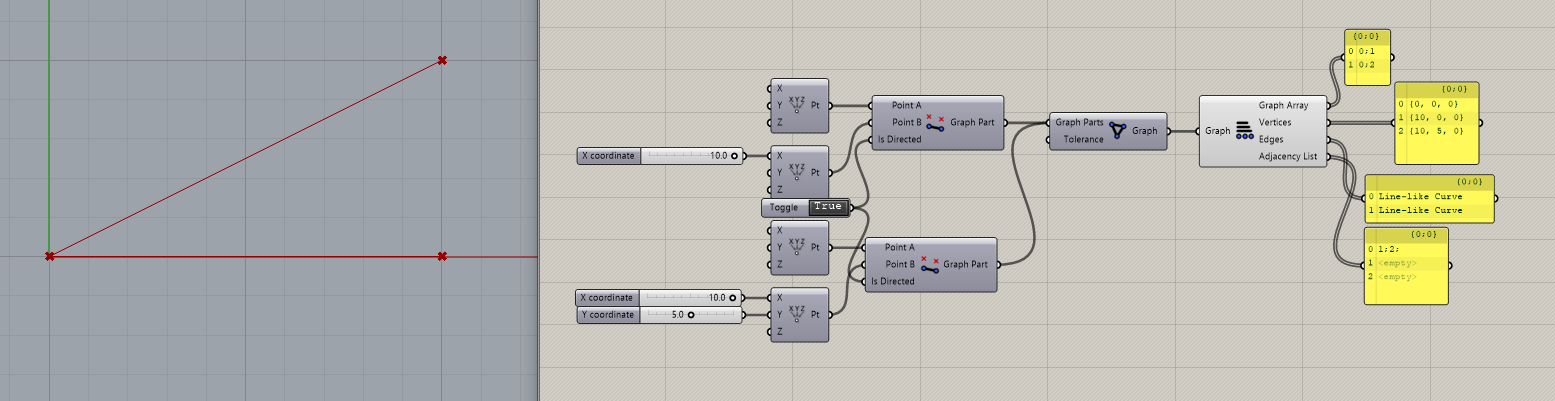 {0;0}
0 0;1
1 0;2
{0;0}
0 {0, 0, 0}
1 {10, 0, 0}
2 {10, 5, 0}
X
Y XYZ Pt
Z
Point A
Point B Graph Part
Is Directed
Graph Parts Graph
Tolerance
Graph
Graph Array
Vertices
Edges
Adjacency List
X coordinate 10.0
X
Y XYZ Pt
Z
Toggle True
{0;0}
0 Line-like Curve
1 Line-like Curve
X
Y XYZ Pt
Z
Point A
Point B Graph Part
Is Directed
{0;0}
0 1;2;
1 <empty>
2 <empty>
X coordinate 10.0
Y coordinate 5.0
X
Y XYZ Pt
Z